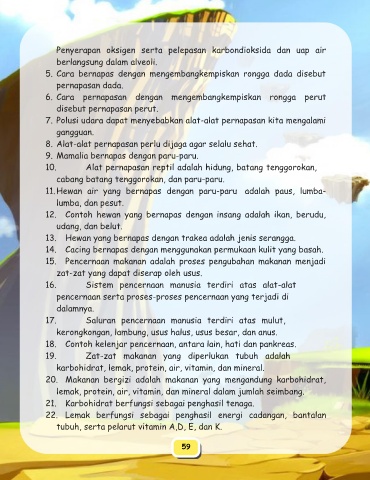 Penyerapan oksigen serta pelepasan karbondioksida dan uap air
berlangsung dalam alveoli.
5. Cara bernapas dengan mengembangkempiskan rongga dada disebut
pernapasan dada.
6. Cara pernapasan dengan mengembangkempiskan rongga perut
disebut pernapasan perut.
7. Polusi udara dapat menyebabkan alat-alat pernapasan kita mengalami
gangguan.
8. Alat-alat pernapasan perlu dijaga agar selalu sehat.
9. Mamalia bernapas dengan paru-paru.
10. Alat pernapasan reptil adalah hidung, batang tenggorokan,
cabang batang tenggorokan, dan paru-paru.
11. Hewan air yang bernapas dengan paru-paru adalah paus, lumba-
lumba, dan pesut.
12. Contoh hewan yang bernapas dengan insang adalah ikan, berudu,
udang, dan belut.
13. Hewan yang bernapas dengan trakea adalah jenis serangga.
14. Cacing bernapas dengan menggunakan permukaan kulit yang basah.
15. Pencernaan makanan adalah proses pengubahan makanan menjadi
zat-zat yang dapat diserap oleh usus.
16. Sistem pencernaan manusia terdiri atas alat-alat
pencernaan serta proses-proses pencernaan yang terjadi di
dalamnya.
17. Saluran pencernaan manusia terdiri atas mulut,
kerongkongan, lambung, usus halus, usus besar, dan anus.
18. Contoh kelenjar pencernaan, antara lain, hati dan pankreas.
19. Zat-zat makanan yang diperlukan tubuh adalah
karbohidrat, lemak, protein, air, vitamin, dan mineral.
20. Makanan bergizi adalah makanan yang mengandung karbohidrat,
lemak, protein, air, vitamin, dan mineral dalam jumlah seimbang.
21. Karbohidrat berfungsi sebagai penghasil tenaga.
22. Lemak berfungsi sebagai penghasil energi cadangan, bantalan
tubuh, serta pelarut vitamin A,D, E, dan K.
59